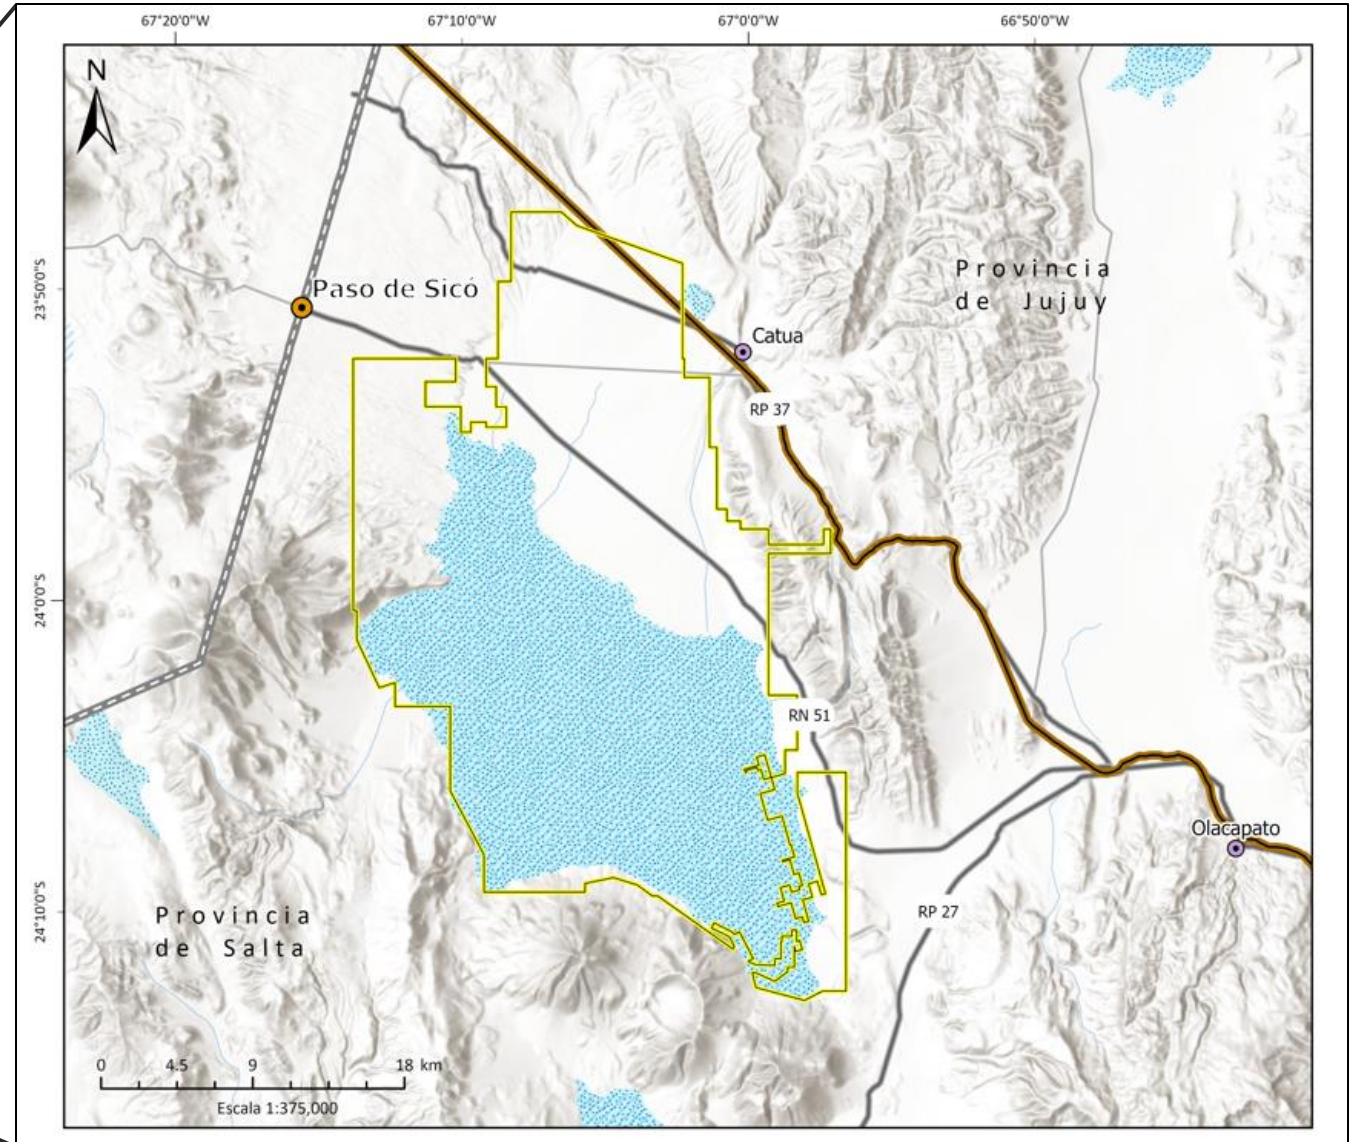 67°20'0"W
67°10'0"W
67°0'0"W
66°50'0"W
N
Provincia
de Jujuy
23°50'0"S
Paso de Sicó
Catua
RP 37
24°0'0"S
RN 51
Olacapato
24°10'0"S
Provincia
de Salta
RP 27
0 4.5 9 18 km
Escala 1:375,000